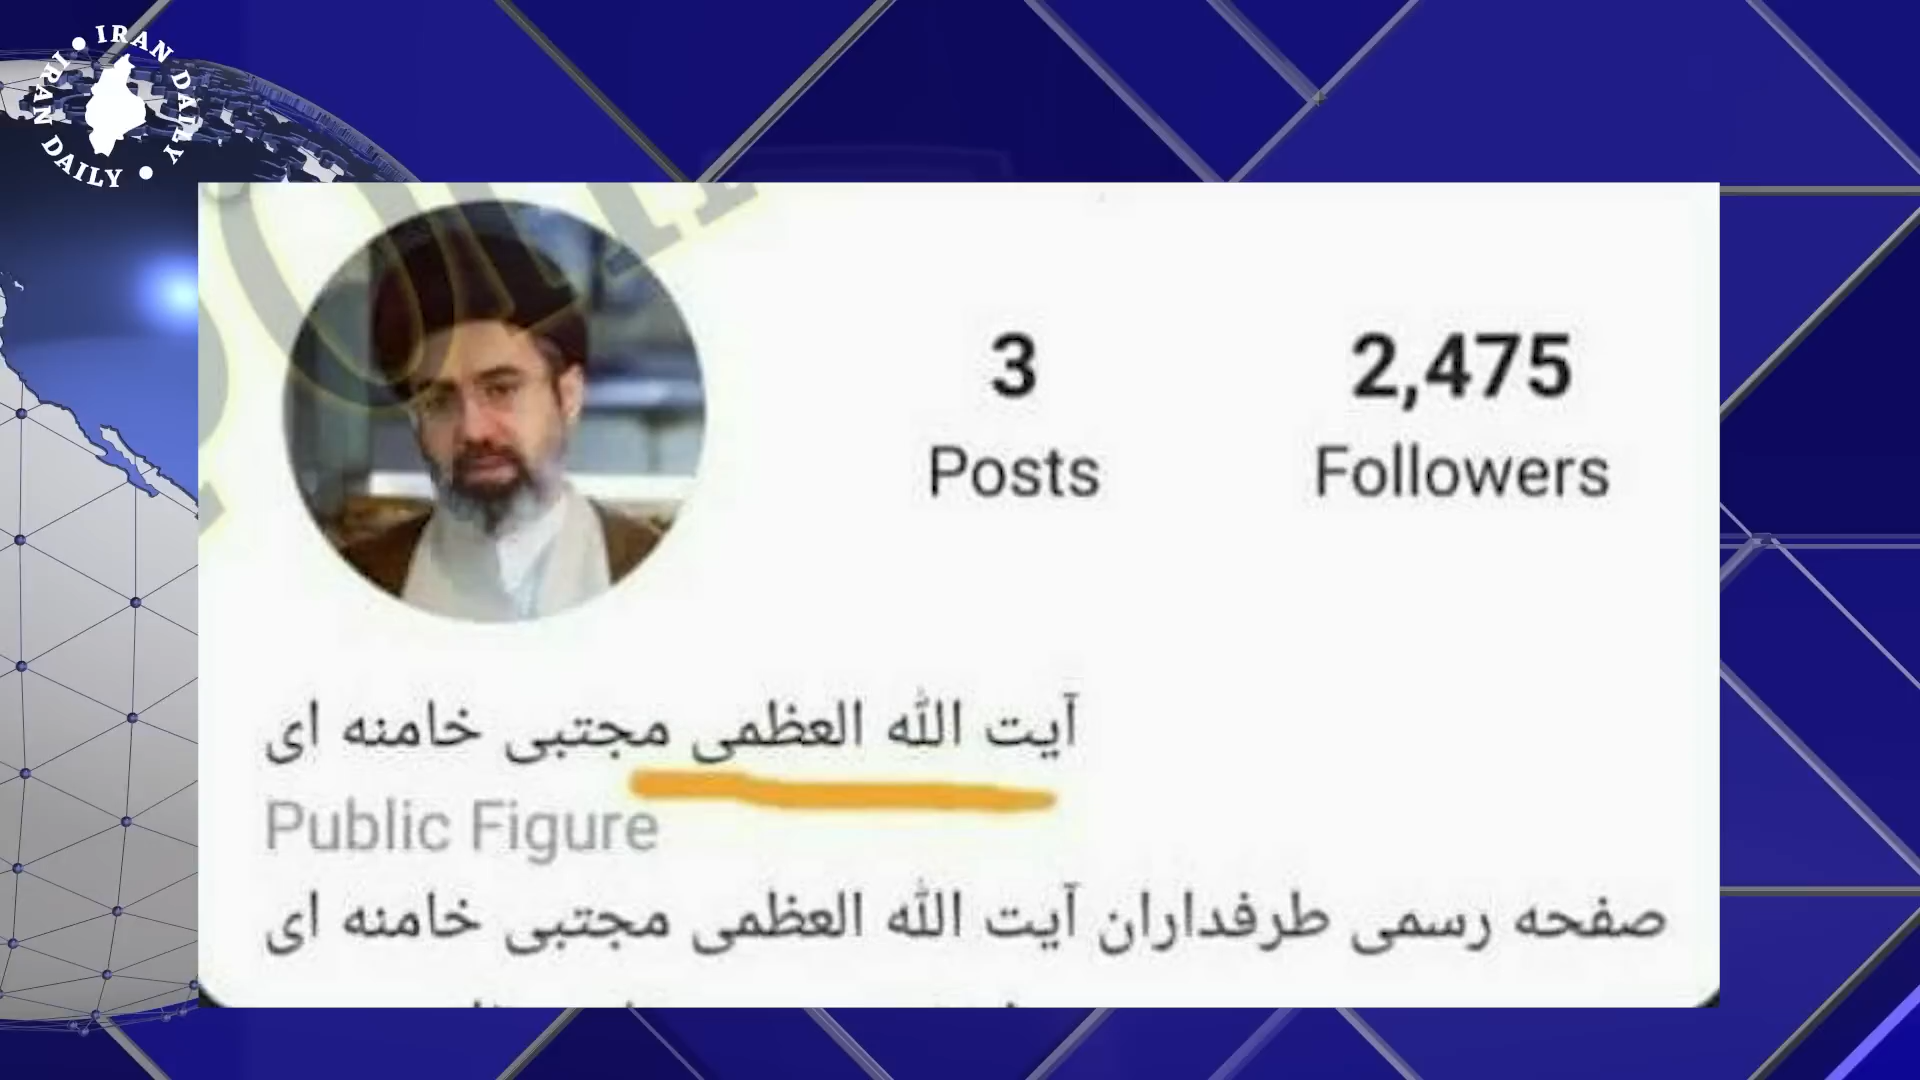 IRAN DAILY
IRAN DAILY
3
Posts
2,475
Followers
آیت الله العظمی مجتبی خامنه ای
Public Figure
صفحه رسمی طرفداران آیت الله العظمی مجتبی خامنه ای